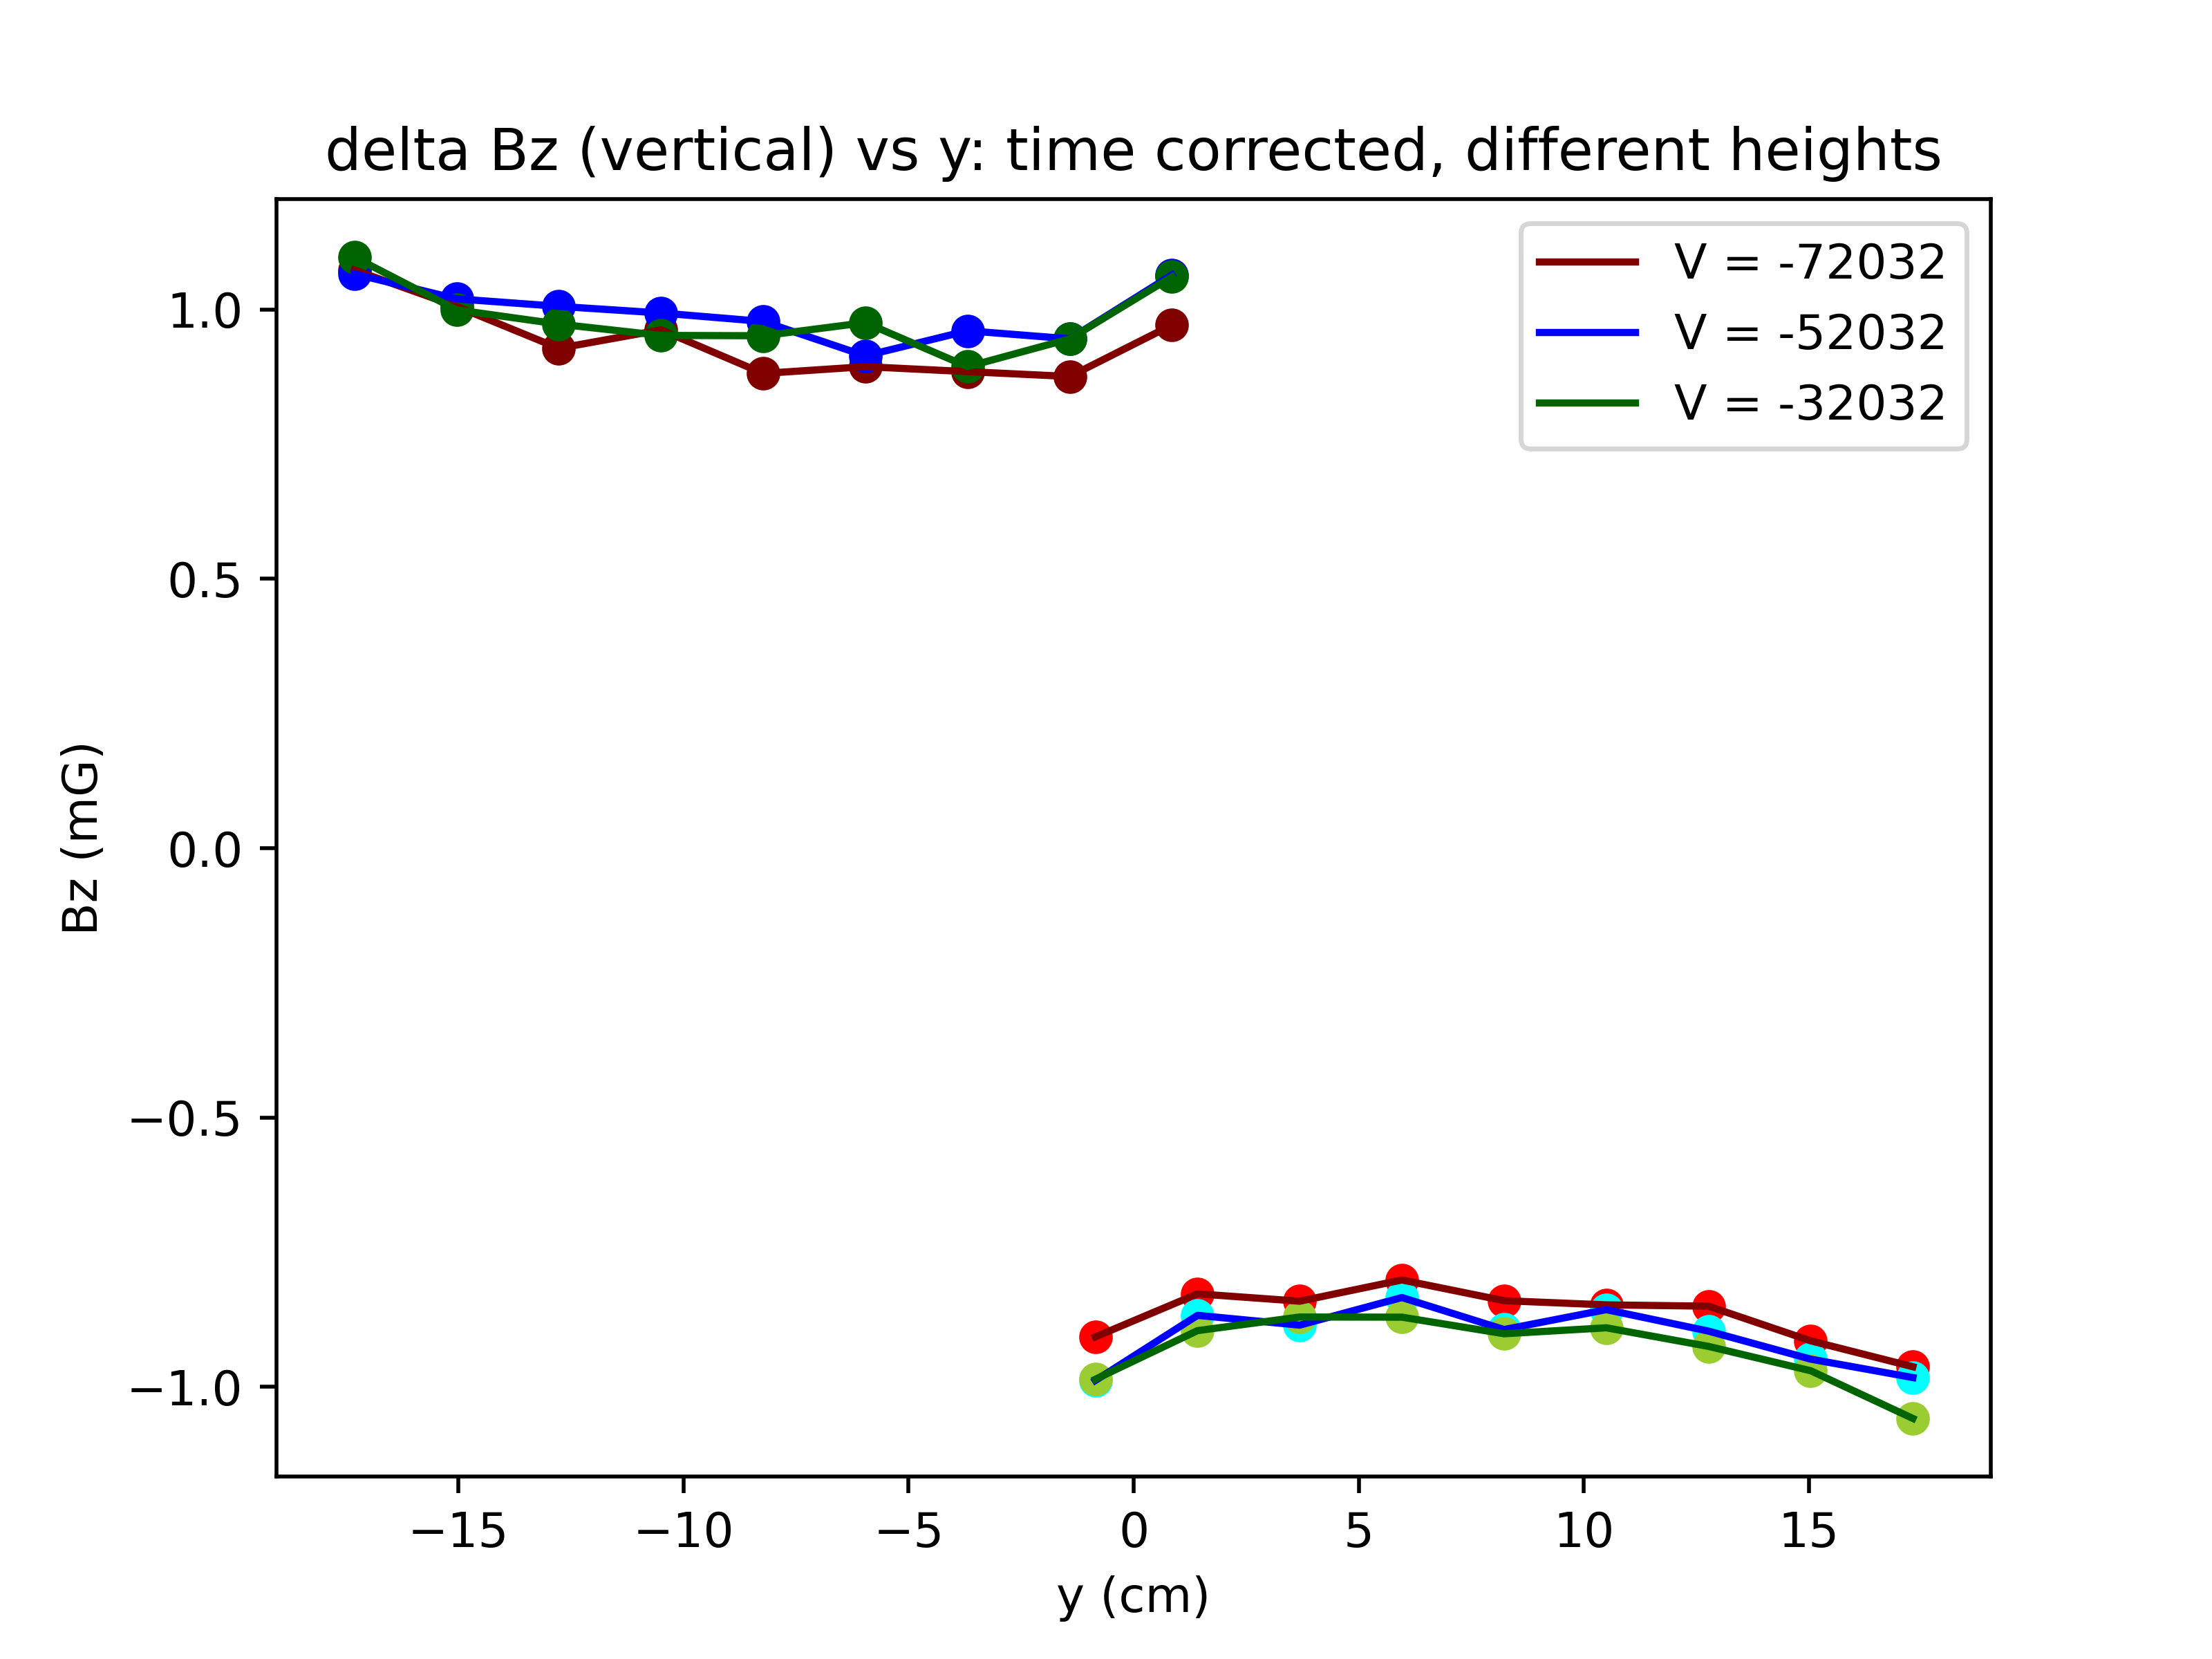 delta Bz (vertical) vs y: time corrected, different heights
V = -72032
V = -52032
V = -32032
1.0
0.5
0.0
−0.5
−1.0
Bz (mG)
−15 −10 −5 0 5 10 15
y (cm)